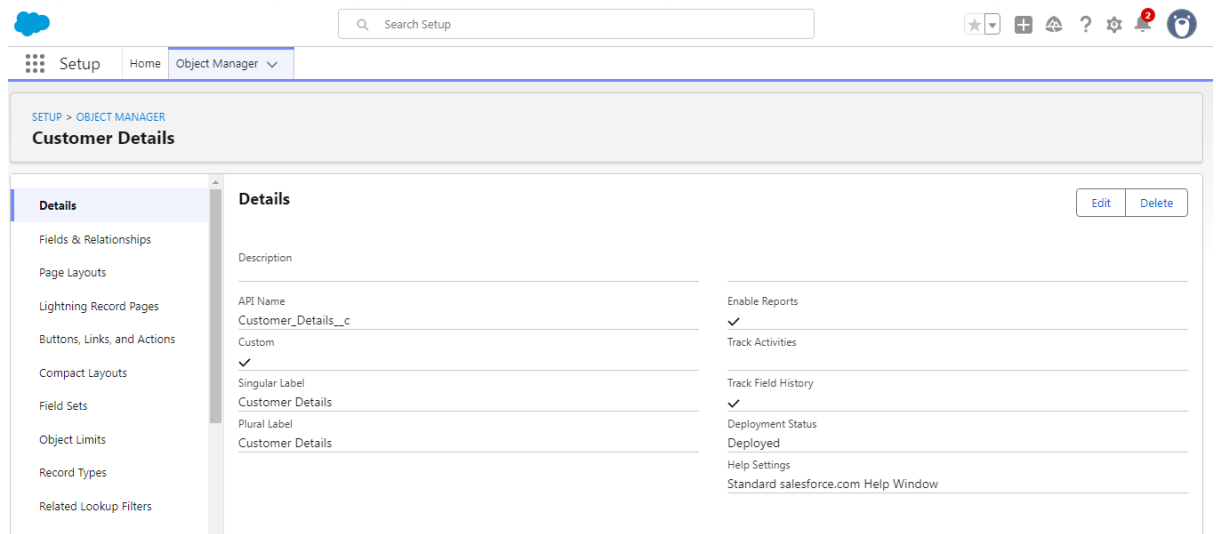 Search Setup
2
Setup
Home
Object Manager
SETUP > OBJECT MANAGER
Customer Details
Details
Fields & Relationships
Page Layouts
Lightning Record Pages
Buttons, Links, and Actions
Compact Layouts
Field Sets
Object Limits
Record Types
Related Lookup Filters
Details
Edit
Delete
Description
API Name
Customer_Details__c
Custom
Singular Label
Customer Details
Plural Label
Customer Details
Enable Reports
Track Activities
Track Field History
Deployment Status
Deployed
Help Settings
Standard salesforce.com Help Window